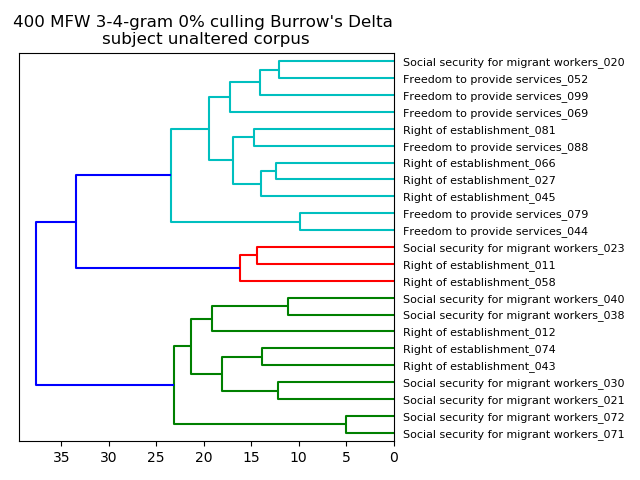 400 MFW 3-4-gram 0% culling Burrow's Delta
subject unaltered corpus
Social security for migrant workers_020
Freedom to provide services_052
Freedom to provide services_099
Freedom to provide services_069
Right of establishment_081
Freedom to provide services_088
Right of establishment_066
Right of establishment_027
Right of establishment_045
Freedom to provide services_079
Freedom to provide services_044
Social security for migrant workers_023
Right of establishment_011
Right of establishment_058
Social security for migrant workers_040
Social security for migrant workers_038
Right of establishment_012
Right of establishment_074
Right of establishment_043
Social security for migrant workers_030
Social security for migrant workers_021
Social security for migrant workers_072
Social security for migrant workers_071
35 30 25 20 15 10 5 0